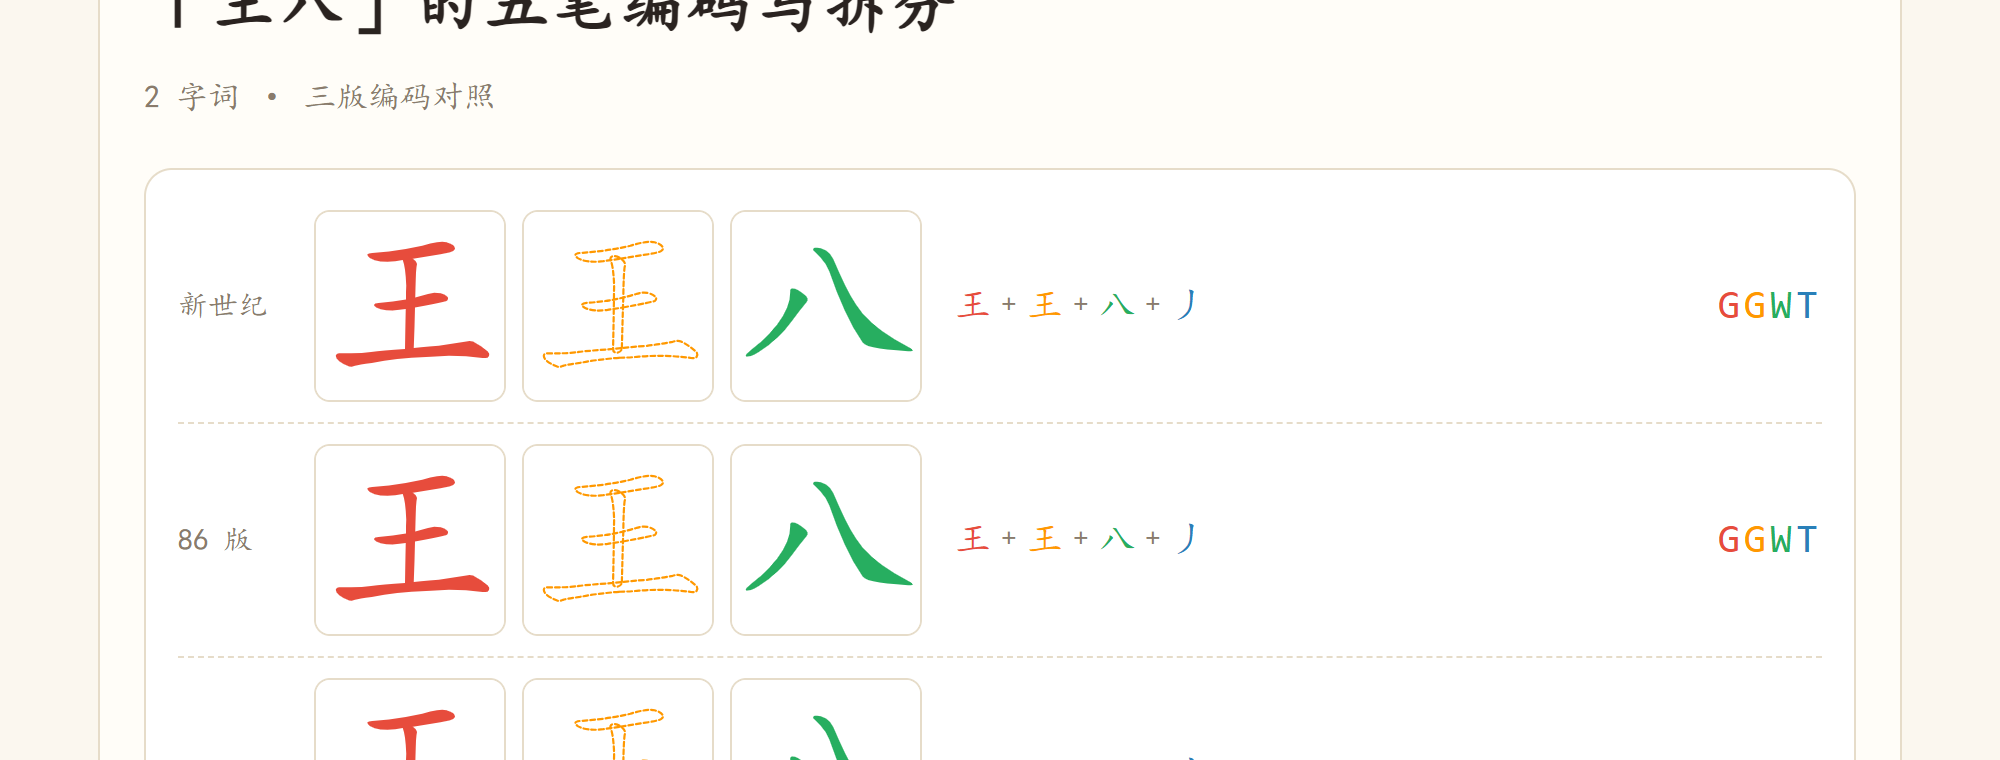 「王八」的五笔编码与拆分
2 字词 • 三版编码对照
新世纪 王 王 八 王 + 王 + 八 + 丿 GGWT
86 版 王 王 八 王 + 王 + 八 + 丿 GGWT